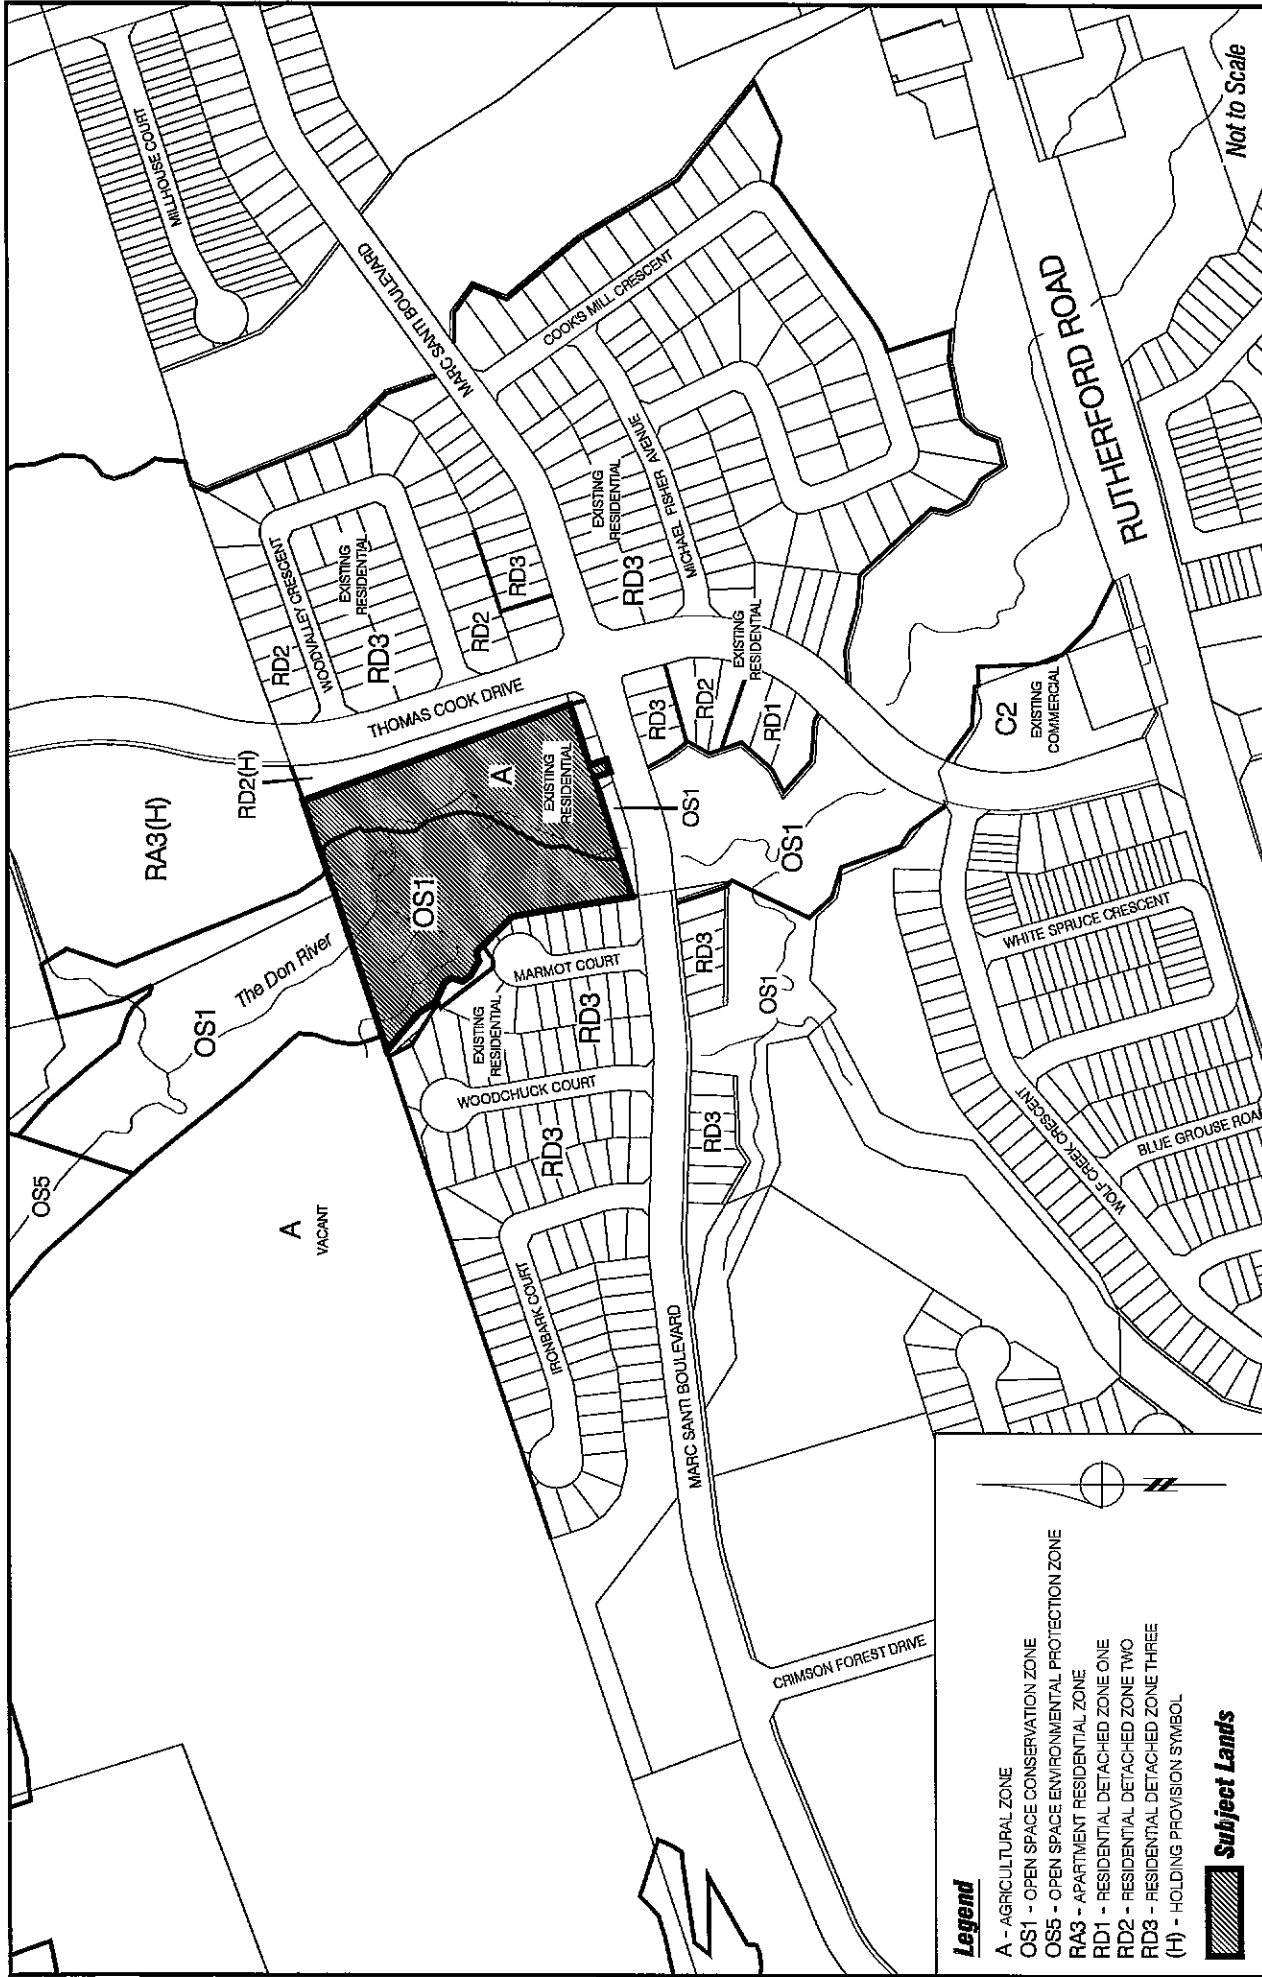 MILLHOUSE COURT
MARC SANTI BOULEVARD
COOK'S MILL CRESCENT
Not to Scale
RUTHERFORD ROAD
MICHAEL FISHER AVENUE
EXISTING
RESIDENTIAL
RD3
EXISTING
RESIDENTIAL
WOODVALLEY CRESCENT
RD2
EXISTING
RESIDENTIAL
RD3
RD2
RD3
THOMAS COOK DRIVE
RD2(H)
RA3(H)
RD3
RD2
RD1
C2
EXISTING
COMMERCIAL
A
EXISTING
RESIDENTIAL
OS1
OS1
OS1
The Don River
OS1
OS5
A
VACANT
MARMOT COURT
RD3
EXISTING
RESIDENTIAL
WOODCHUCK COURT
RD3
IRONBARK COURT
RD3
OS1
RD3
MARC SANTI BOULEVARD
WHITE SPRUCE CRESCENT
WOLF CREEK CRESCENT
BLUE GROUSE ROAD
CRIMSON FOREST DRIVE
Legend
A - AGRICULTURAL ZONE
OS1 - OPEN SPACE CONSERVATION ZONE
OS5 - OPEN SPACE ENVIRONMENTAL PROTECTION ZONE
RA3 - APARTMENT RESIDENTIAL ZONE
RD1 - RESIDENTIAL DETACHED ZONE ONE
RD2 - RESIDENTIAL DETACHED ZONE TWO
RD3 - RESIDENTIAL DETACHED ZONE THREE
(H) - HOLDING PROVISION SYMBOL
Subject Lands
N